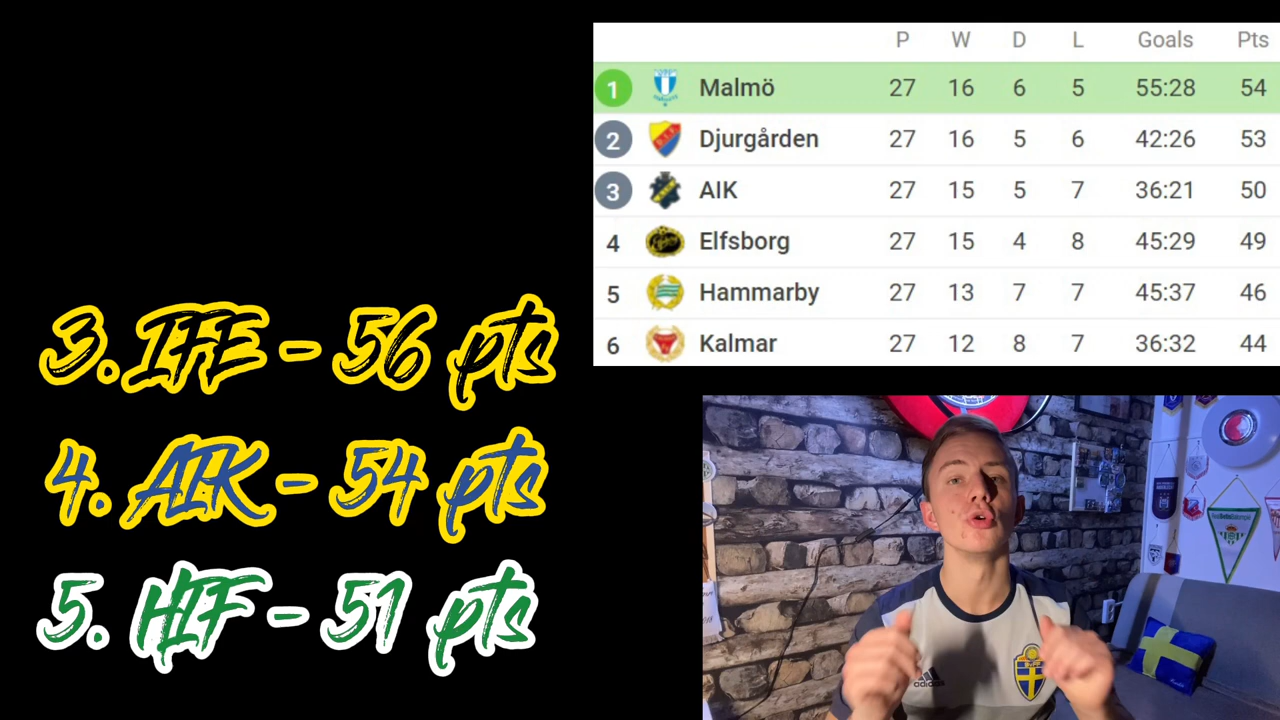 P W D L Goals Pts
1 Malmö 27 16 6 5 55:28 54
2 Djurgården 27 16 5 6 42:26 53
3 AIK 27 15 5 7 36:21 50
4 Elfsborg 27 15 4 8 45:29 49
5 Hammarby 27 13 7 7 45:37 46
6 Kalmar 27 12 8 7 36:32 44
3. IFE - 56 pts
4. AIK - 54 pts
5. HIF - 51 pts
adidas